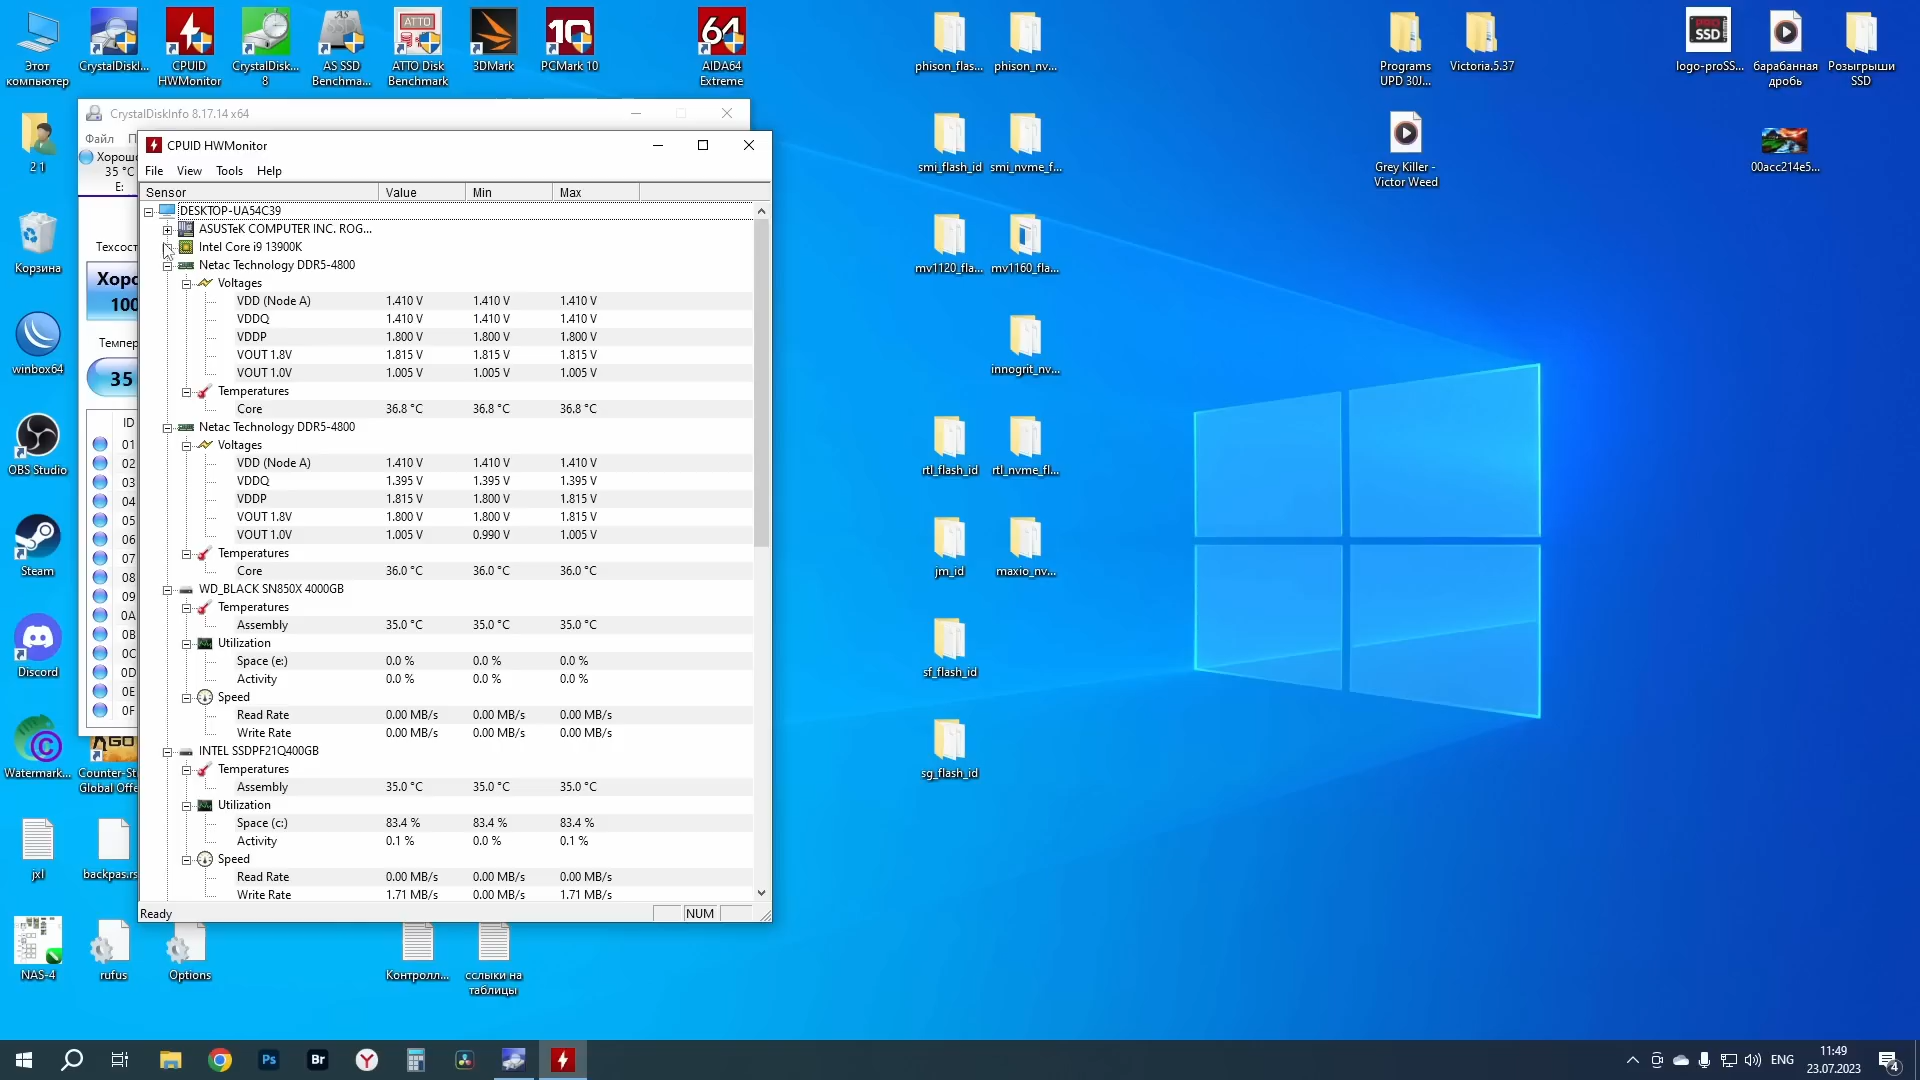 Этот
компьютер
CrystalDiskI...
CPUID
HWMonitor
CrystalDisk...
8
AS SSD
Benchma...
ATTO Disk
Benchmark
3DMark
PCMark 10
AIDA64
Extreme
phison_flas...
phison_nv...
Programs
UPD 30J...
Victoria.5.37
logo-proSS...
барабанная
дробь
Розыгрыши
SSD
2 1
smi_flash_id
smi_nvme_f...
Grey Killer -
Victor Weed
00acc214e5...
Корзина
mv1120_fla...
mv1160_fla...
winbox64
innogrit_nv...
OBS Studio
rtl_flash_id
rtl_nvme_fl...
Steam
jm_id
maxio_nv...
Discord
sf_flash_id
Watermark...
Counter-St
Global Offe
sg_flash_id
jxl
backpas.rs
NAS-4
rufus
Options
Контролл...
сслыки на
таблицы
CrystalDiskInfo 8.17.14 x64
Файл
Хорош
35 °C
E:
Техсост
Хоро
100
Темпер
35
ID
01
02
03
04
05
06
07
08
09
0A
0B
0C
0D
0E
0F
CPUID HWMonitor
File View Tools Help
Sensor Value Min Max
DESKTOP-UA54C39
ASUSTeK COMPUTER INC. ROG...
Intel Core i9 13900K
Netac Technology DDR5-4800
Voltages
VDD (Node A) 1.410 V 1.410 V 1.410 V
VDDQ 1.410 V 1.410 V 1.410 V
VDDP 1.800 V 1.800 V 1.800 V
VOUT 1.8V 1.815 V 1.815 V 1.815 V
VOUT 1.0V 1.005 V 1.005 V 1.005 V
Temperatures
Core 36.8 °C 36.8 °C 36.8 °C
Netac Technology DDR5-4800
Voltages
VDD (Node A) 1.410 V 1.410 V 1.410 V
VDDQ 1.395 V 1.395 V 1.395 V
VDDP 1.815 V 1.800 V 1.815 V
VOUT 1.8V 1.800 V 1.800 V 1.815 V
VOUT 1.0V 1.005 V 0.990 V 1.005 V
Temperatures
Core 36.0 °C 36.0 °C 36.0 °C
WD_BLACK SN850X 4000GB
Temperatures
Assembly 35.0 °C 35.0 °C 35.0 °C
Utilization
Space (e:) 0.0 % 0.0 % 0.0 %
Activity 0.0 % 0.0 % 0.0 %
Speed
Read Rate 0.00 MB/s 0.00 MB/s 0.00 MB/s
Write Rate 0.00 MB/s 0.00 MB/s 0.00 MB/s
INTEL SSDPF21Q400GB
Temperatures
Assembly 35.0 °C 35.0 °C 35.0 °C
Utilization
Space (c:) 83.4 % 83.4 % 83.4 %
Activity 0.1 % 0.0 % 0.1 %
Speed
Read Rate 0.00 MB/s 0.00 MB/s 0.00 MB/s
Write Rate 1.71 MB/s 0.00 MB/s 1.71 MB/s
Ready NUM
ENG
11:49
23.07.2023
4